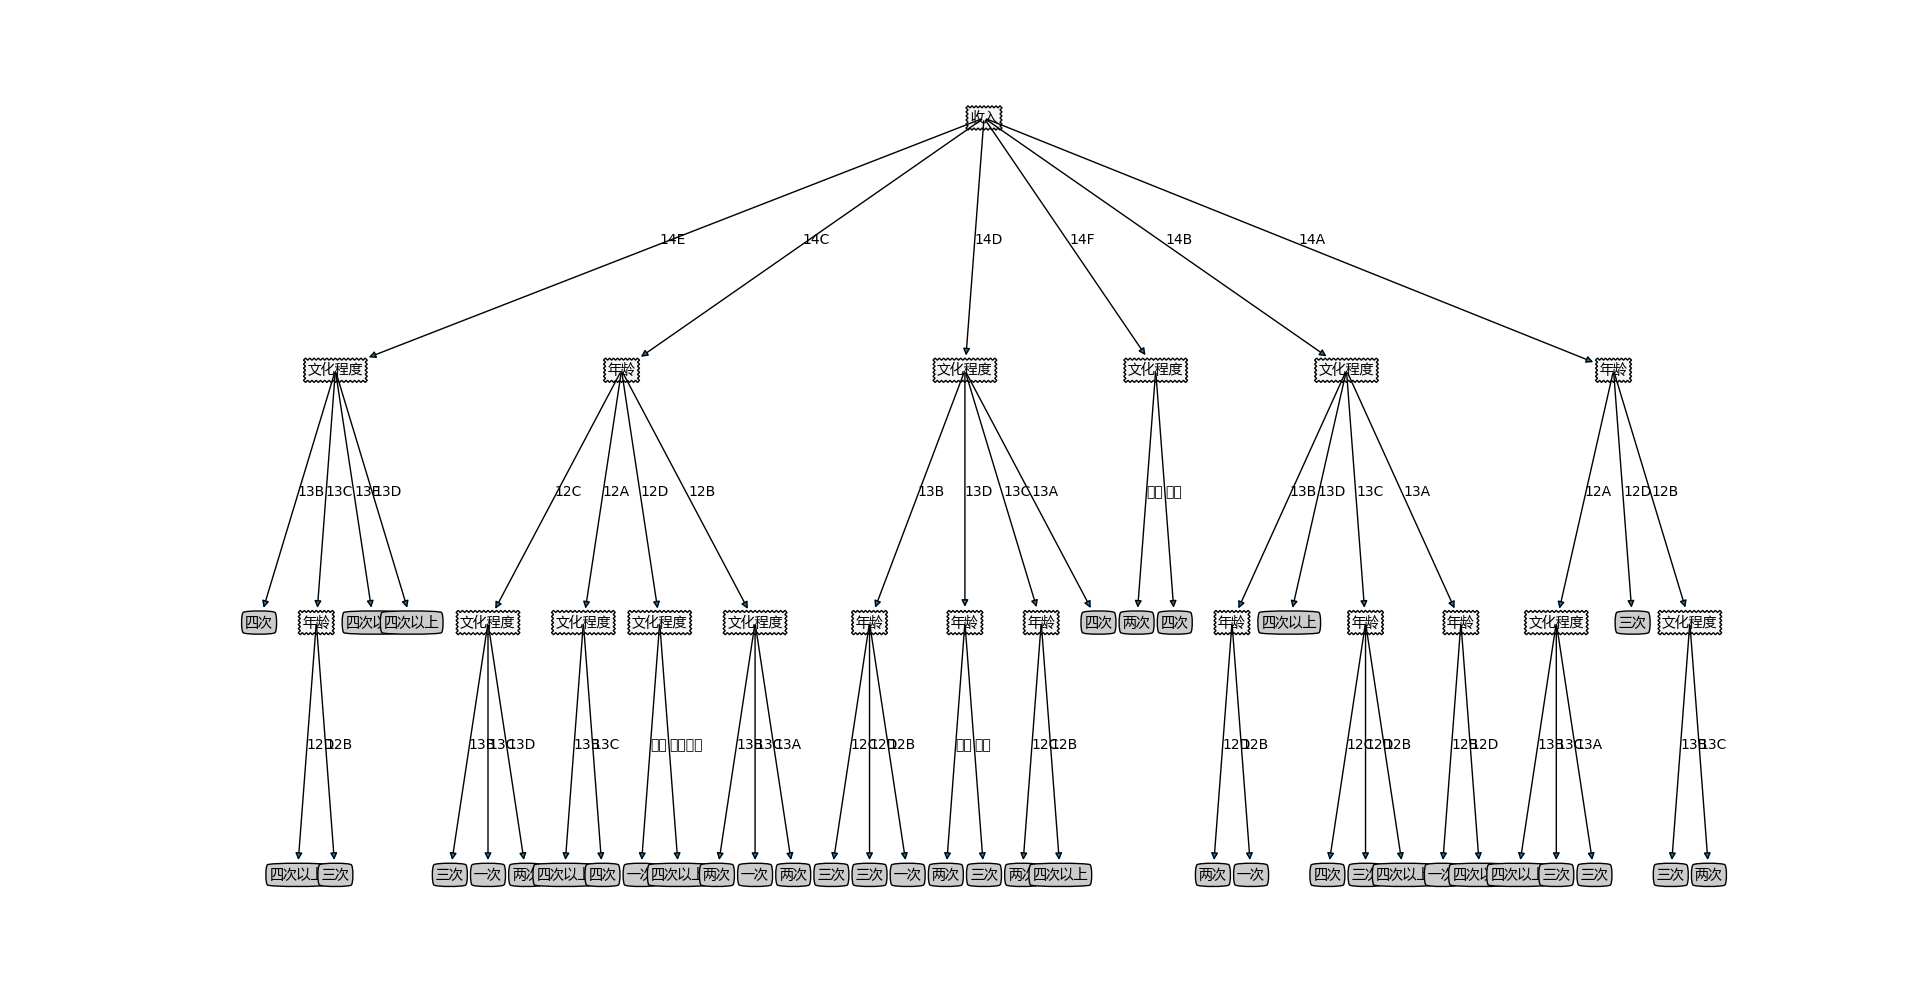 收入
14E 14C 14D 14F 14B 14A
文化程度 年龄 文化程度 文化程度 文化程度 年龄
13B 13C 13E 13D 12C 12A 12D 12B 13B 13D 13C 13A 13B 13D 13C 13A 12A 12D 12B
四次 年龄 四次以 四次以上 文化程度 文化程度 文化程度 文化程度 年龄 年龄 年龄 四次 两次 四次 年龄 四次以上 年龄 年龄 文化程度 三次 文化程度
12D 12B 13B 13C 13D 13B 13C 13B 13C 13A 12C 12D 12B 12C 12B 12D 12B 12C 12D 12B 12B 12D 13B 13C 13A 13B 13C
四次以上 三次 三次 一次 两次 四次以上 四次 一次 四次以上 两次 一次 两次 三次 三次 一次 两次 三次 两次 四次以上 两次 一次 四次 三次 四次以上 一次 四次以 四次以上 三次 三次 三次 两次